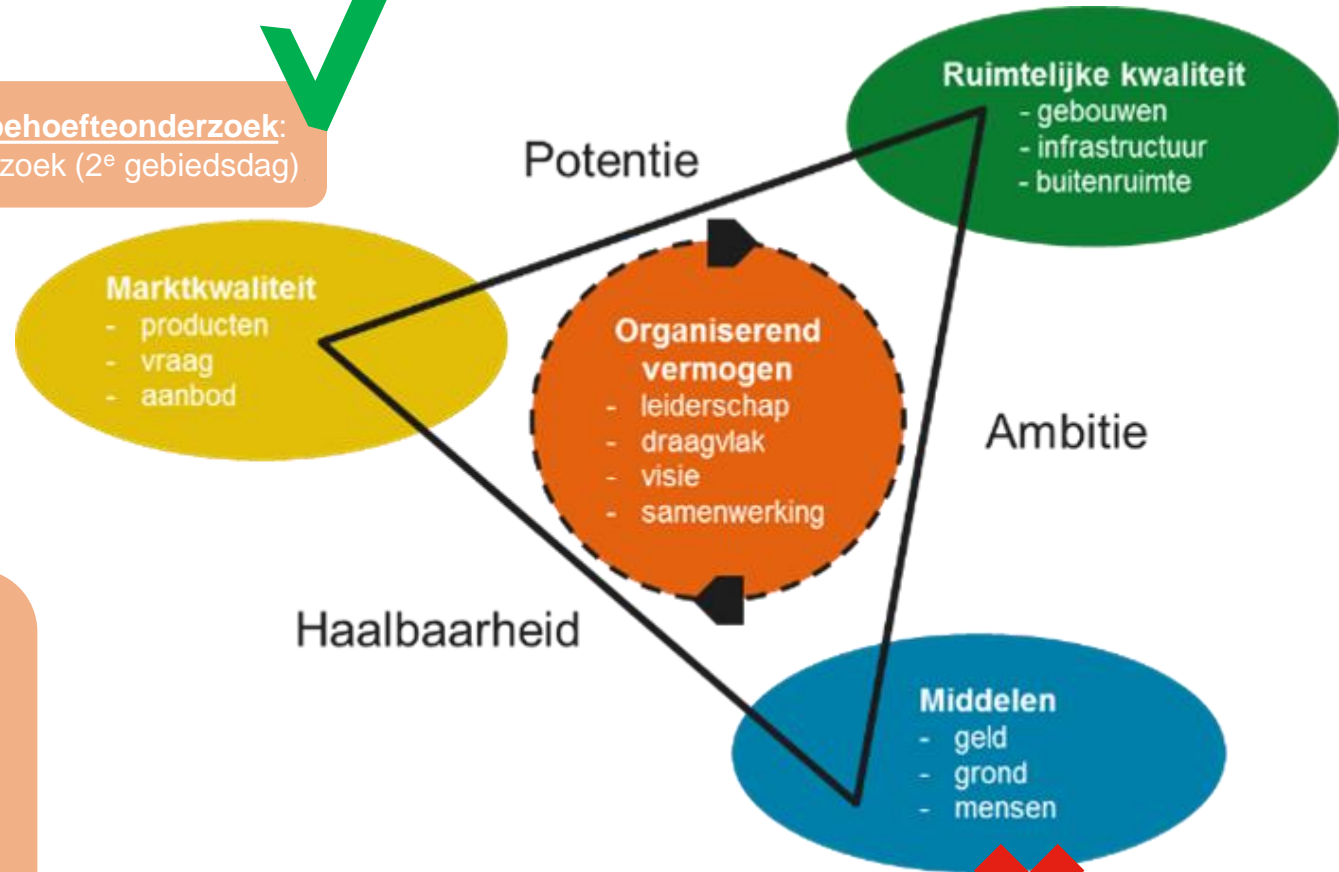 behoefteonderzoek:
zoek (2e gebiedsdag)
Potentie
Ruimtelijke kwaliteit
- gebouwen
- infrastructuur
- buitenruimte
Marktkwaliteit
- producten
- vraag
- aanbod
Organiserend
vermogen
- leiderschap
- draagvlak
- visie
- samenwerking
Ambitie
Haalbaarheid
Middelen
- geld
- grond
- mensen